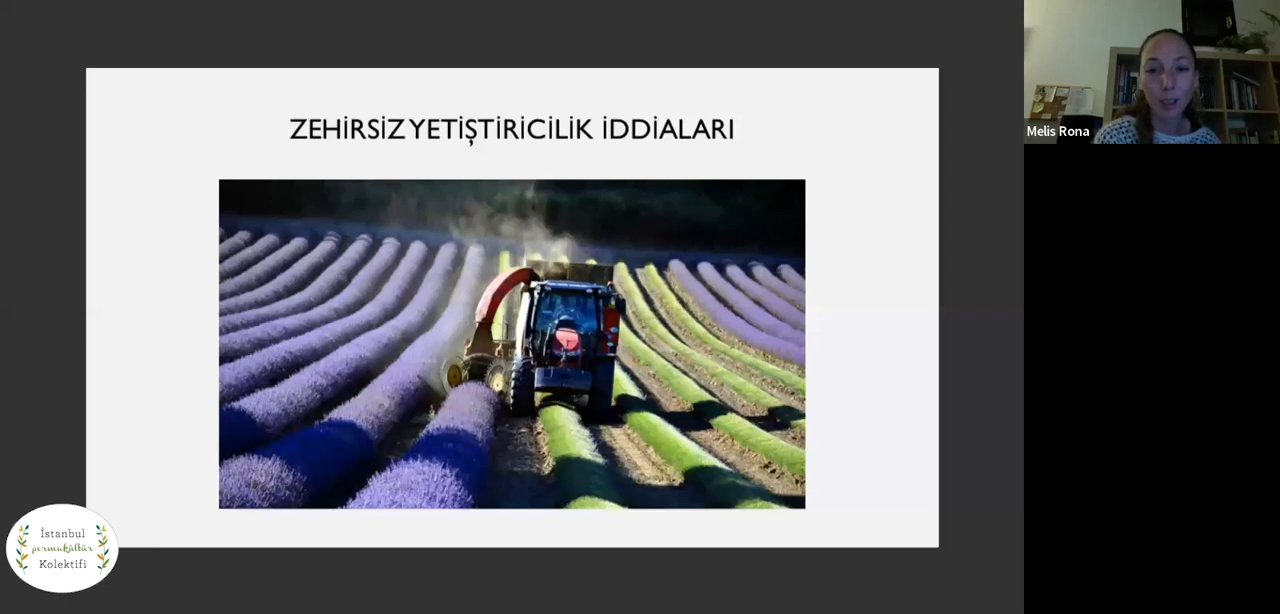 ZEHİRSİZ YETİŞTİRİCİLİK İDDİALARI
Melis Rona
İstanbul
permakültür
Kolektifi